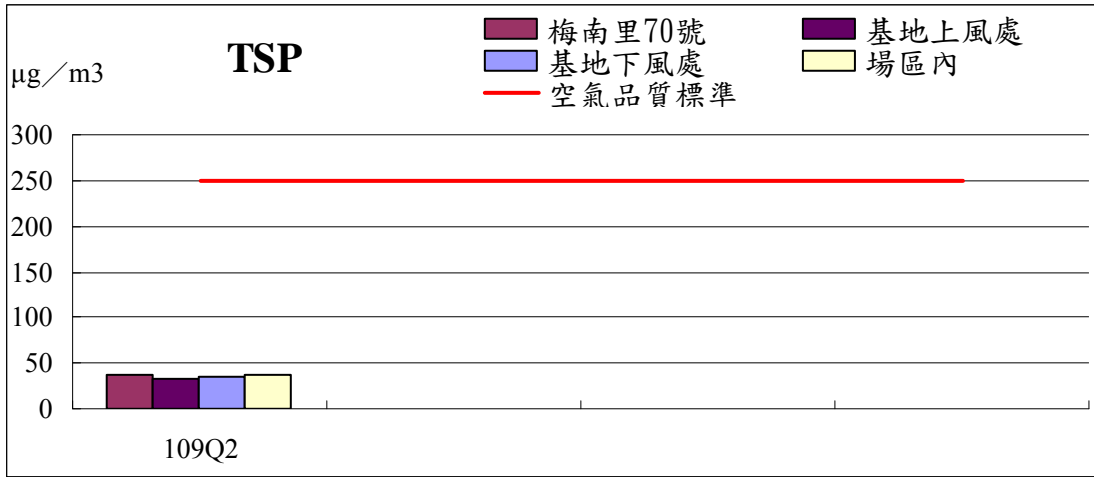 TSP
μg／m3
梅南里70號
基地上風處
基地下風處
場區內
空氣品質標準
300
250
200
150
100
50
0
109Q2